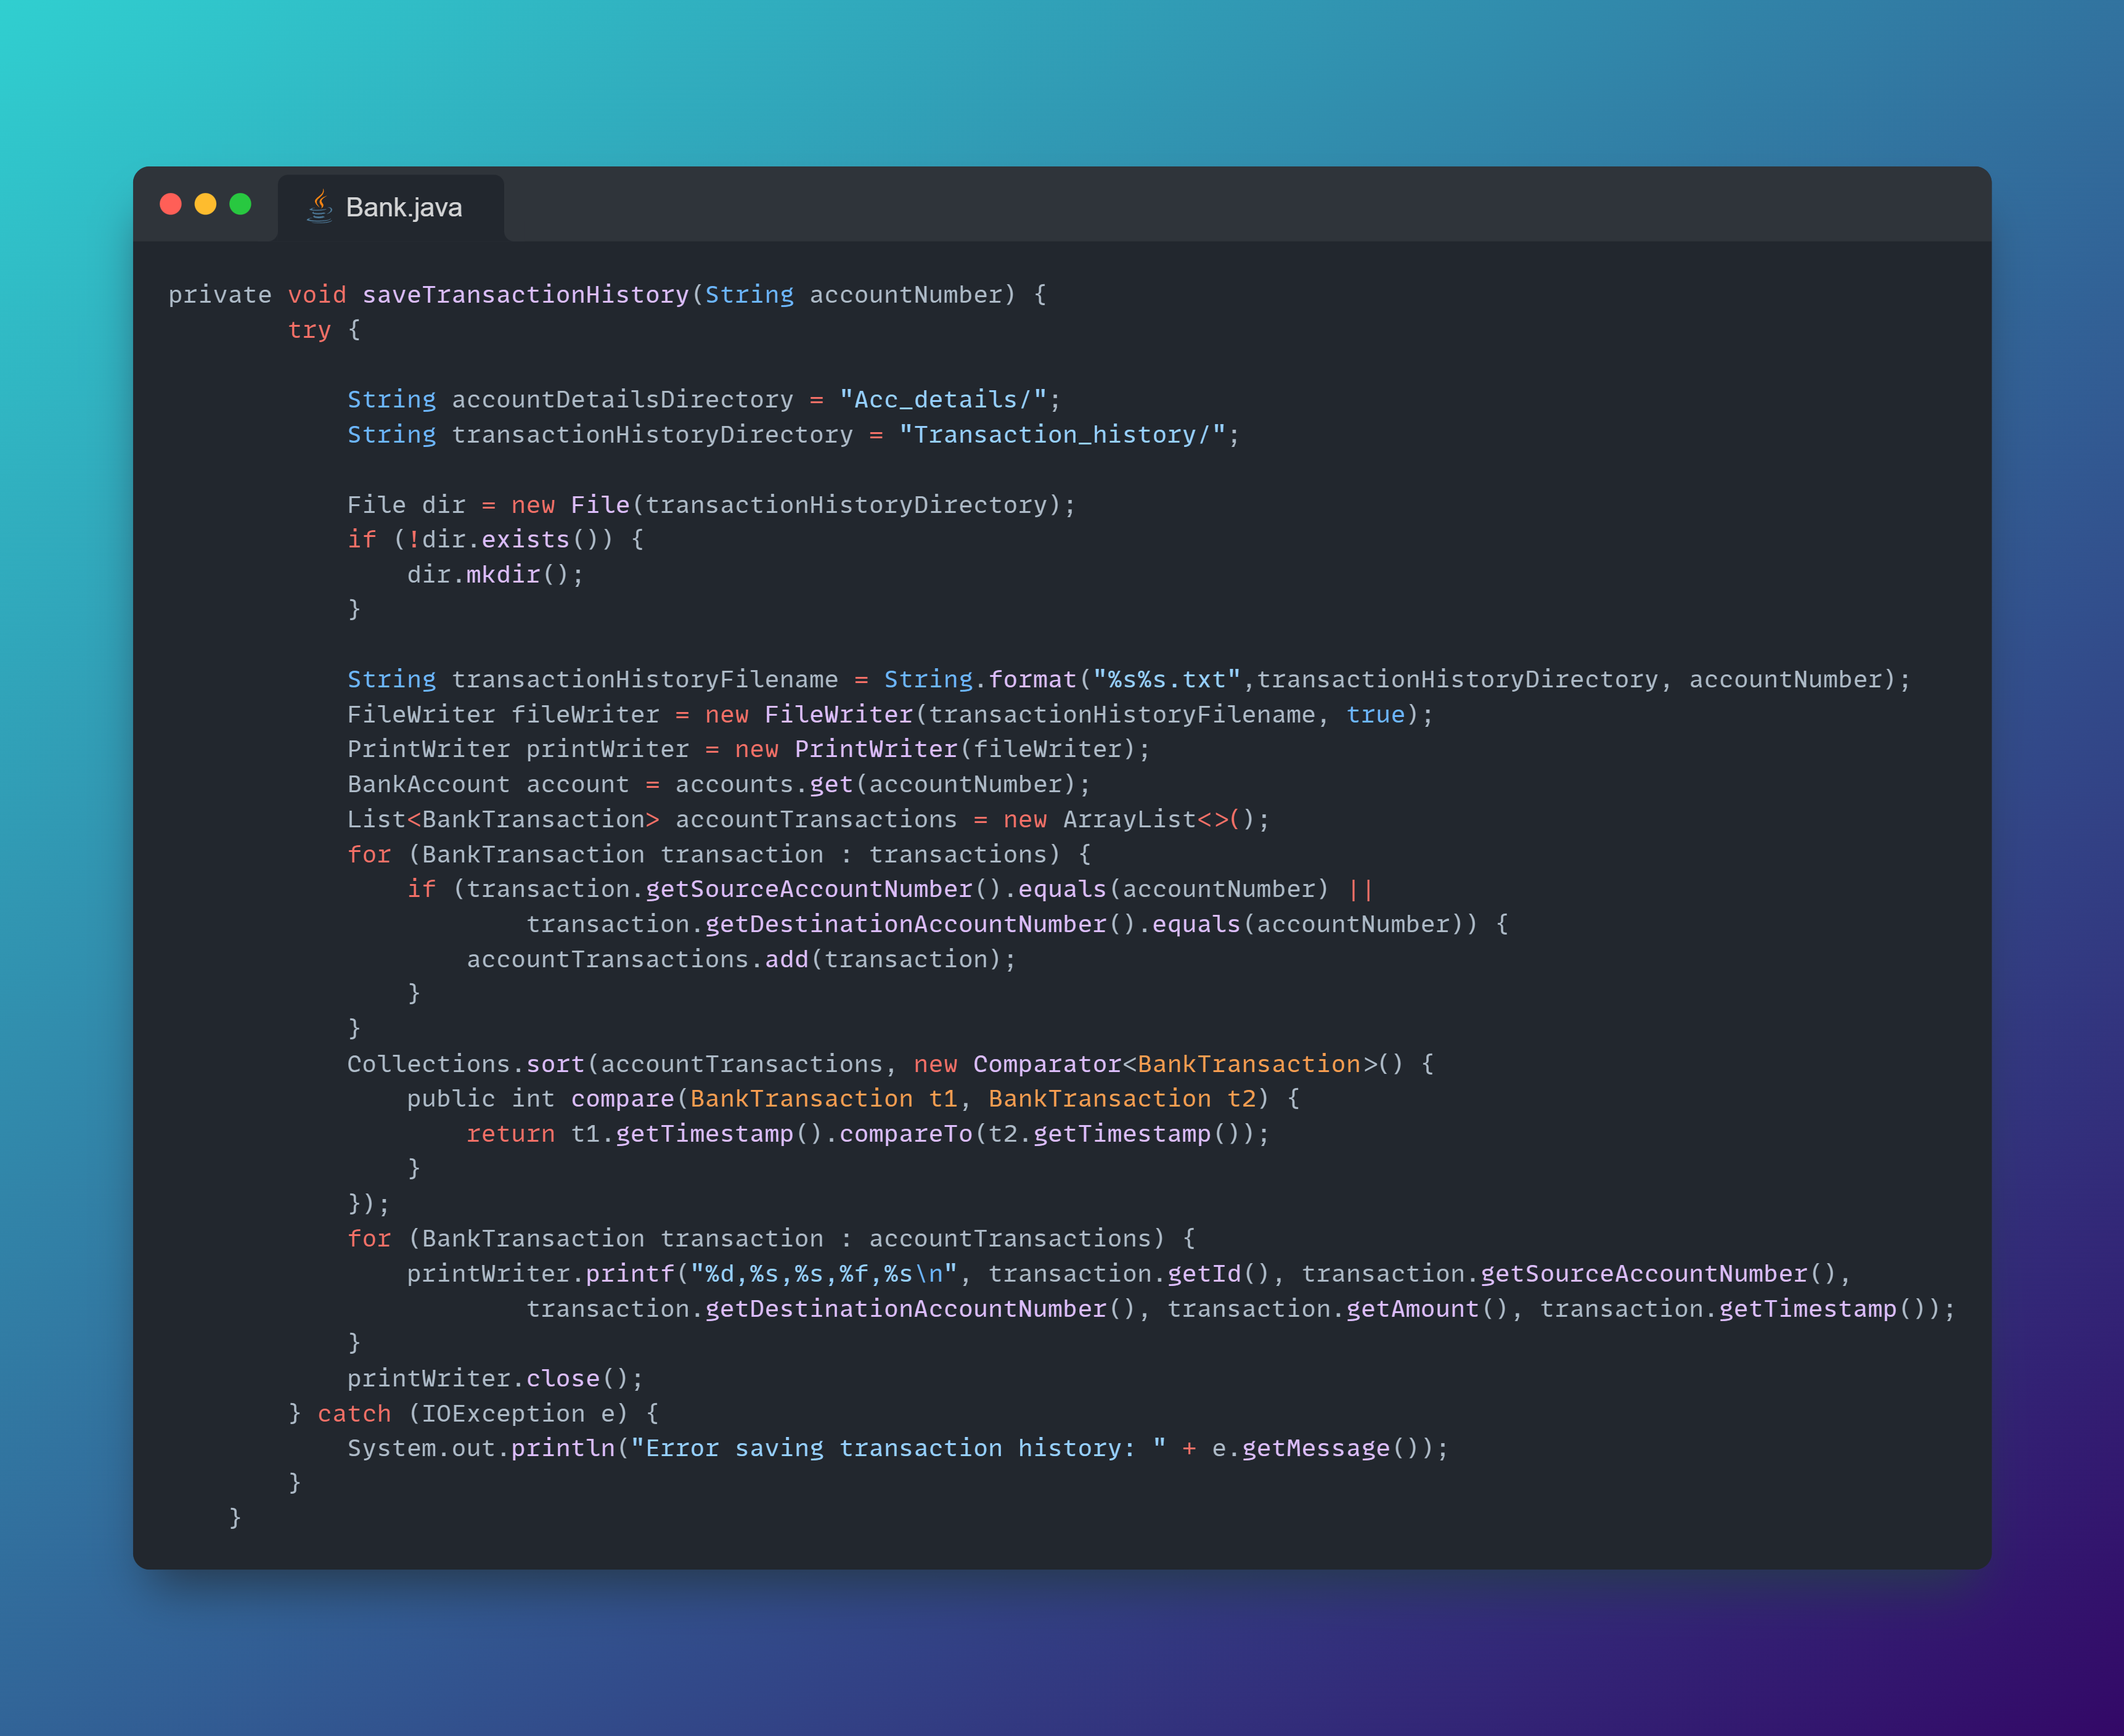 Bank.java
private void saveTransactionHistory(String accountNumber) {
        try {

            String accountDetailsDirectory = "Acc_details/";
            String transactionHistoryDirectory = "Transaction_history/";

            File dir = new File(transactionHistoryDirectory);
            if (!dir.exists()) {
                dir.mkdir();
            }

            String transactionHistoryFilename = String.format("%s%s.txt",transactionHistoryDirectory, accountNumber);
            FileWriter fileWriter = new FileWriter(transactionHistoryFilename, true);
            PrintWriter printWriter = new PrintWriter(fileWriter);
            BankAccount account = accounts.get(accountNumber);
            List<BankTransaction> accountTransactions = new ArrayList<>();
            for (BankTransaction transaction : transactions) {
                if (transaction.getSourceAccountNumber().equals(accountNumber) ||
                        transaction.getDestinationAccountNumber().equals(accountNumber)) {
                    accountTransactions.add(transaction);
                }
            }
            Collections.sort(accountTransactions, new Comparator<BankTransaction>() {
                public int compare(BankTransaction t1, BankTransaction t2) {
                    return t1.getTimestamp().compareTo(t2.getTimestamp());
                }
            });
            for (BankTransaction transaction : accountTransactions) {
                printWriter.printf("%d,%s,%s,%f,%s\n", transaction.getId(), transaction.getSourceAccountNumber(),
                        transaction.getDestinationAccountNumber(), transaction.getAmount(), transaction.getTimestamp());
            }
            printWriter.close();
        } catch (IOException e) {
            System.out.println("Error saving transaction history: " + e.getMessage());
        }
    }